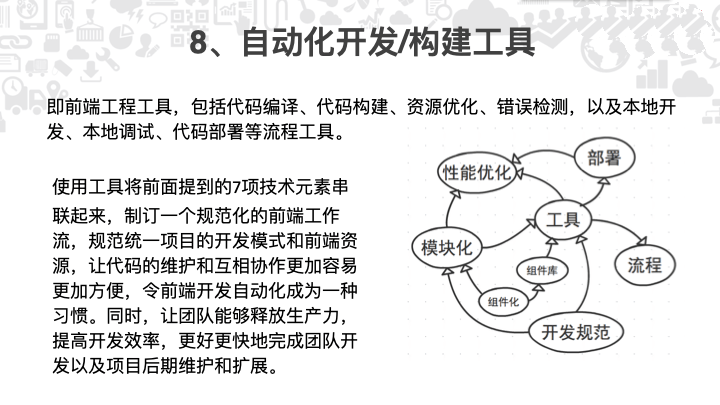 8、自动化开发/构建工具
即前端工程工具，包括代码编译、代码构建、资源优化、错误检测，以及本地开
发、本地调试、代码部署等流程工具。
使用工具将前面提到的7项技术元素串
联起来，制订一个规范化的前端工作
流，规范统一项目的开发模式和前端资
源，让代码的维护和互相协作更加容易
更加方便，令前端开发自动化成为一种
习惯。同时，让团队能够释放生产力，
提高开发效率，更好更快地完成团队开
发以及项目后期维护和扩展。
部署
性能优化
工具
模块化
流程
组件库
组件化
开发规范